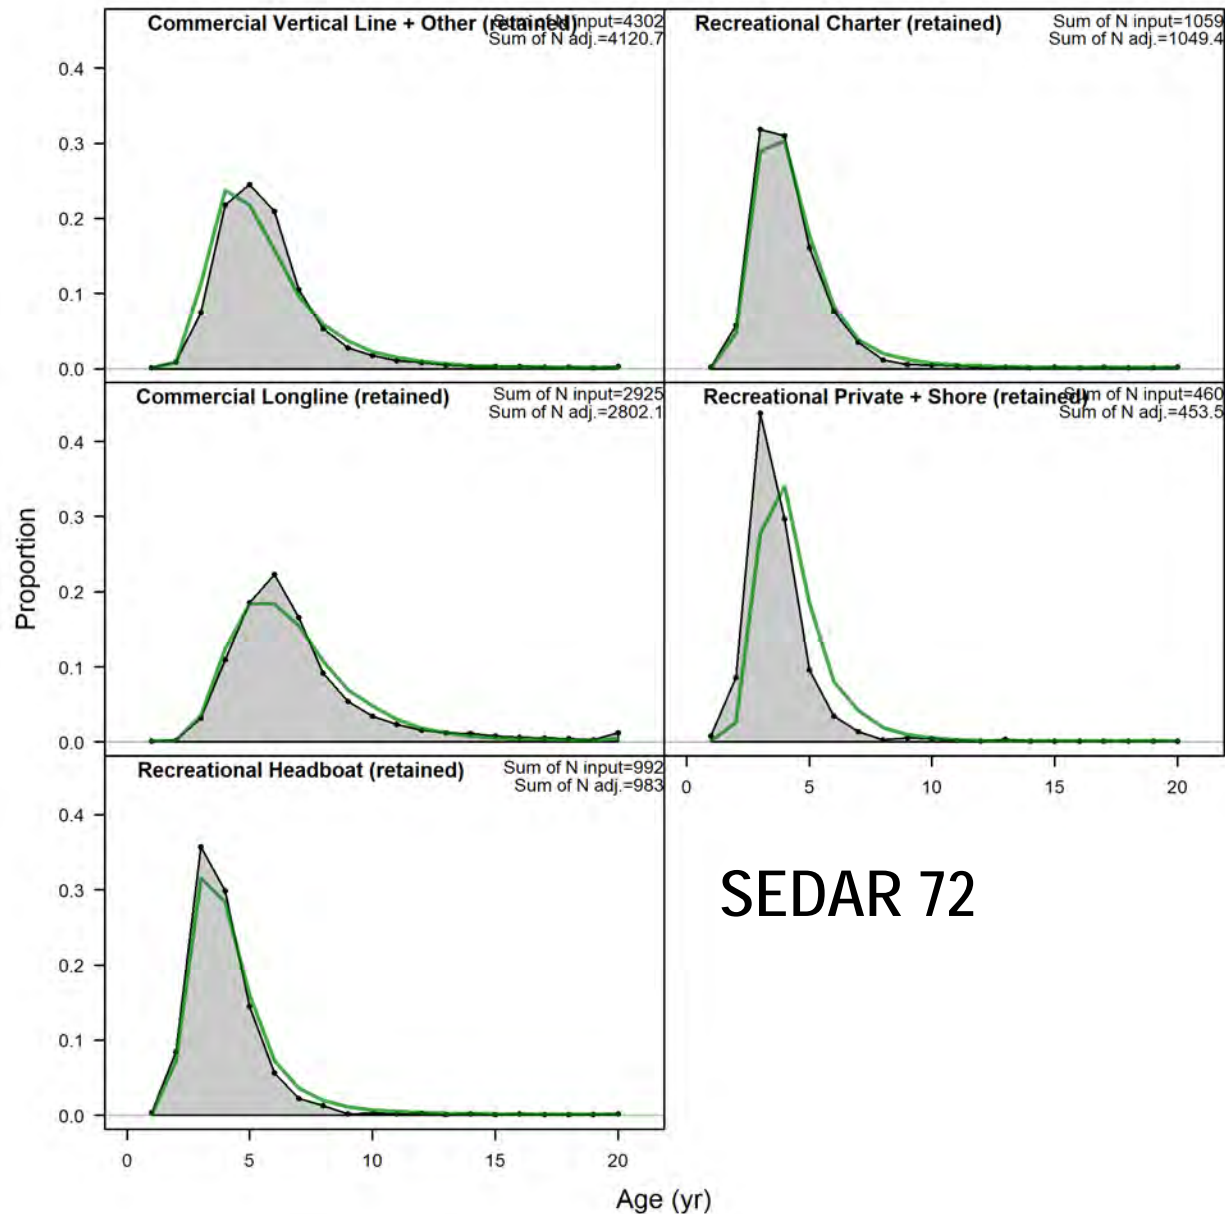 Commercial Vertical Line + Other (retained)
Sum of N input=4302
Sum of N adj.=4120.7
Recreational Charter (retained)
Sum of N input=1059
Sum of N adj.=1049.4
0.4
0.3
0.2
0.1
0.0
Commercial Longline (retained)
Sum of N input=2925
Sum of N adj.=2802.1
Recreational Private + Shore (retained)
Sum of N input=460
Sum of N adj.=453.5
0.4
0.3
0.2
0.1
0.0
0 5 10 15 20
Recreational Headboat (retained)
Sum of N input=992
Sum of N adj.=983
0.4
0.3
0.2
0.1
0.0
0 5 10 15 20
SEDAR 72
Proportion
Age (yr)